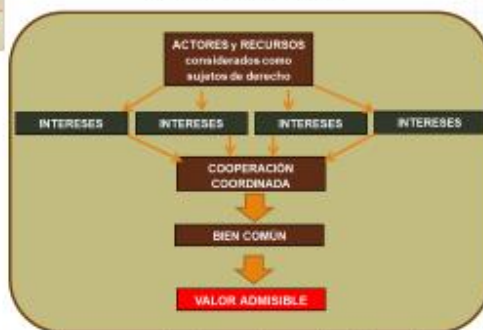 ACTORES y RECURSOS
considerados como
sujetos de derecho
INTERESES INTERESES INTERESES INTERESES
COOPERACIÓN
COORDINADA
BIEN COMÚN
VALOR ADMISIBLE